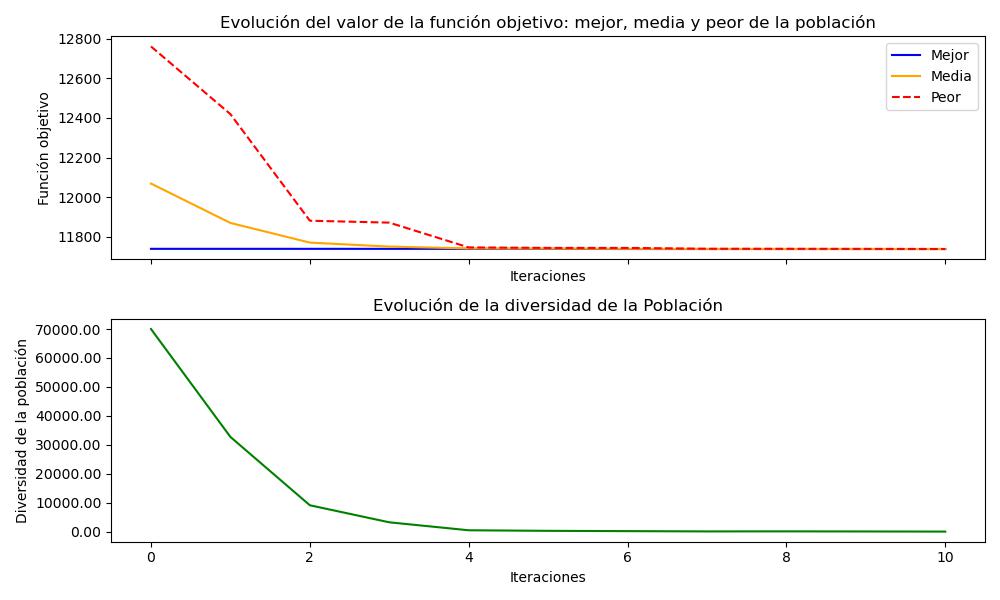 Evolución del valor de la función objetivo: mejor, media y peor de la población
12800
12600
12400
12200
12000
11800
Función objetivo
Mejor
Media
Peor
Iteraciones
Evolución de la diversidad de la Población
70000.00
60000.00
50000.00
40000.00
30000.00
20000.00
10000.00
0.00
Diversidad de la población
0 2 4 6 8 10
Iteraciones